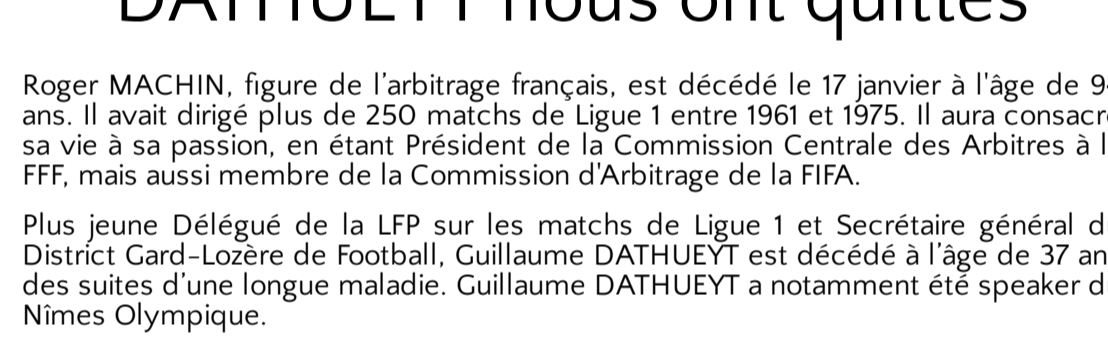 DATHUEYT nous ont quittés
Roger MACHIN, figure de l'arbitrage français, est décédé le 17 janvier à l'âge de 9
ans. Il avait dirigé plus de 250 matchs de Ligue 1 entre 1961 et 1975. Il aura consacr
sa vie à sa passion, en étant Président de la Commission Centrale des Arbitres à l
FFF, mais aussi membre de la Commission d'Arbitrage de la FIFA.
Plus jeune Délégué de la LFP sur les matchs de Ligue 1 et Secrétaire général d
District Gard-Lozère de Football, Guillaume DATHUEYT est décédé à l'âge de 37 an
des suites d'une longue maladie. Guillaume DATHUEYT a notamment été speaker d
Nîmes Olympique.